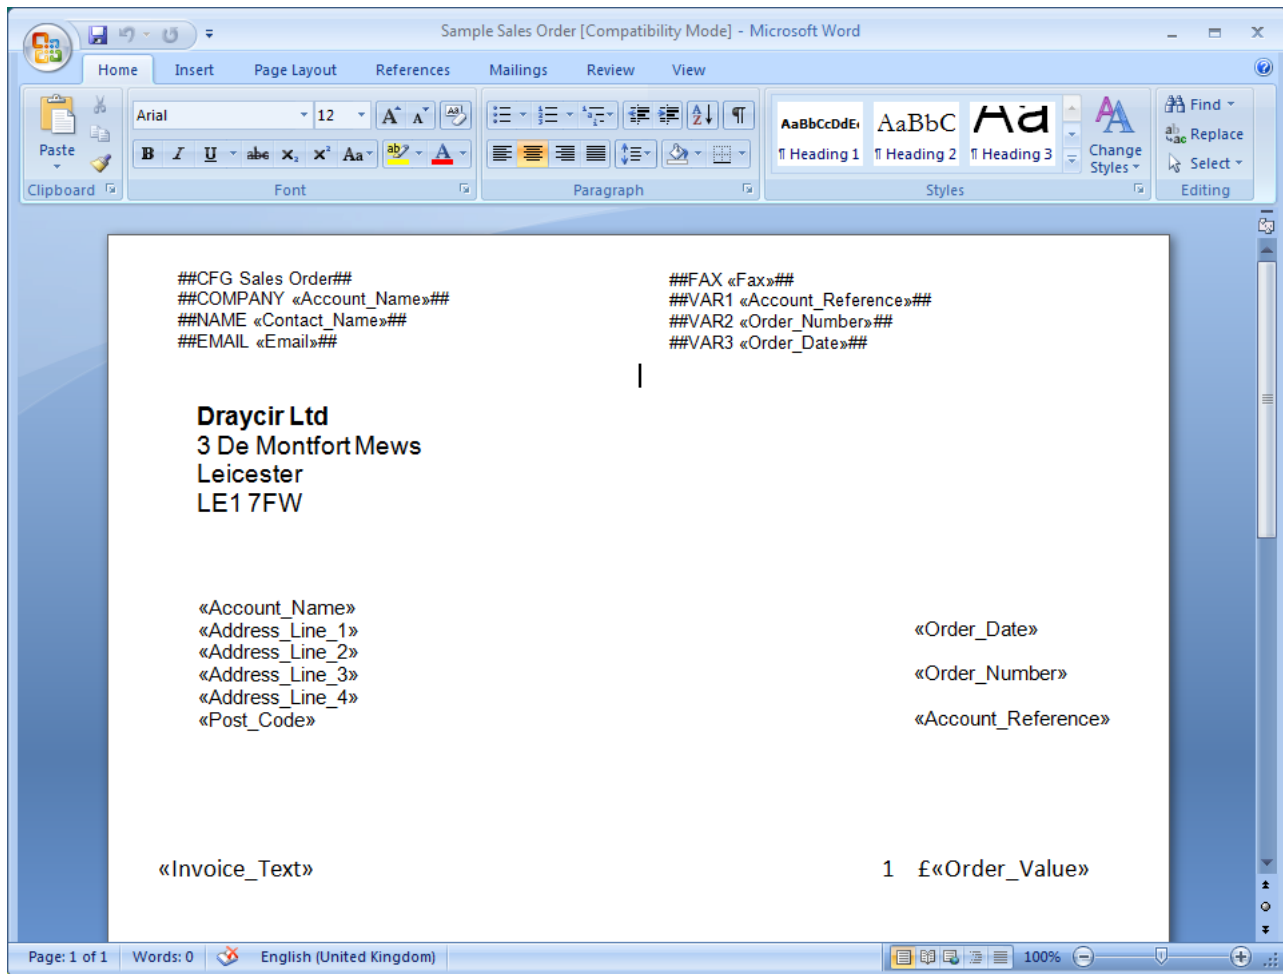 Sample Sales Order [Compatibility Mode] - Microsoft Word
Home Insert Page Layout References Mailings Review View
Arial 12
Paste
B I U abe X₂ X² Aa
AaBbCcDdE AaBbC Aa
¶ Heading 1 ¶ Heading 2 ¶ Heading 3
Change Styles
Find
Replace
Select
Clipboard Font Paragraph Styles Editing
##CFG Sales Order##
##COMPANY «Account_Name»##
##NAME «Contact_Name»##
##EMAIL «Email»##
##FAX «Fax»##
##VAR1 «Account_Reference»##
##VAR2 «Order_Number»##
##VAR3 «Order_Date»##
Draycir Ltd
3 De Montfort Mews
Leicester
LE1 7FW
«Account_Name»
«Address_Line_1»
«Address_Line_2»
«Address_Line_3»
«Address_Line_4»
«Post_Code»
«Order_Date»
«Order_Number»
«Account_Reference»
«Invoice_Text» 1 £«Order_Value»
Page: 1 of 1 Words: 0 English (United Kingdom) 100%